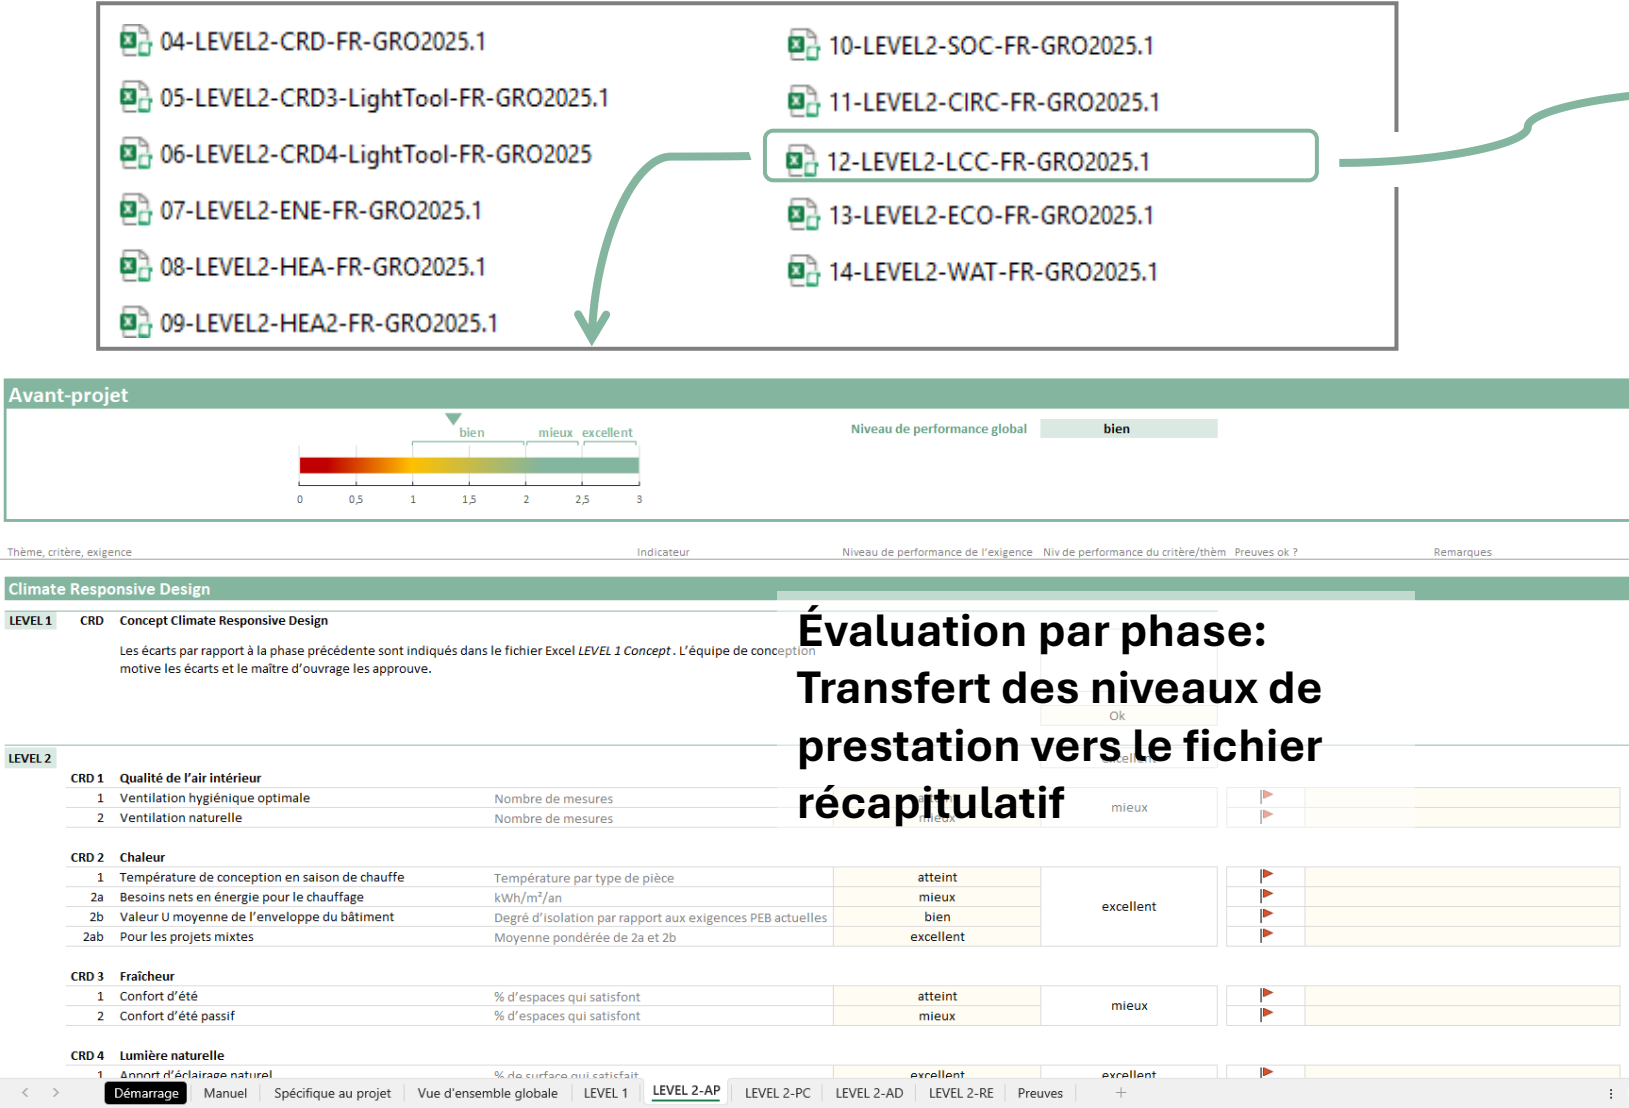 04-LEVEL2-CRD-FR-GRO2025.1
05-LEVEL2-CRD3-LightTool-FR-GRO2025.1
06-LEVEL2-CRD4-LightTool-FR-GRO2025
07-LEVEL2-ENE-FR-GRO2025.1
08-LEVEL2-HEA-FR-GRO2025.1
09-LEVEL2-HEA2-FR-GRO2025.1
10-LEVEL2-SOC-FR-GRO2025.1
11-LEVEL2-CIRC-FR-GRO2025.1
12-LEVEL2-LCC-FR-GRO2025.1
13-LEVEL2-ECO-FR-GRO2025.1
14-LEVEL2-WAT-FR-GRO2025.1
Avant-projet
bien mieux excellent
0 0,5 1 1,5 2 2,5 3
Niveau de performance global bien
Thème, critère, exigence Indicateur Niveau de performance de l'exigence Niv de performance du critère/thèm Preuves ok ? Remarques
Climate Responsive Design
LEVEL 1 CRD Concept Climate Responsive Design
Les écarts par rapport à la phase précédente sont indiqués dans le fichier Excel LEVEL 1 Concept . L'équipe de conception
motive les écarts et le maître d'ouvrage les approuve.
Ok
Évaluation par phase:
Transfert des niveaux de
prestation vers le fichier
récapitulatif
LEVEL 2 excellent
CRD 1 Qualité de l'air intérieur
1 Ventilation hygiénique optimale Nombre de mesures atteint mieux
2 Ventilation naturelle Nombre de mesures mieux
CRD 2 Chaleur
1 Température de conception en saison de chauffe Température par type de pièce atteint excellent
2a Besoins nets en énergie pour le chauffage kWh/m²/an mieux
2b Valeur U moyenne de l'enveloppe du bâtiment Degré d'isolation par rapport aux exigences PEB actuelles bien
2ab Pour les projets mixtes Moyenne pondérée de 2a et 2b excellent
CRD 3 Fraîcheur
1 Confort d'été % d'espaces qui satisfont atteint mieux
2 Confort d'été passif % d'espaces qui satisfont mieux
CRD 4 Lumière naturelle
1 Apport d'éclairage naturel % de surface qui satisfait excellent excellent
Démarrage Manuel Spécifique au projet Vue d'ensemble globale LEVEL 1 LEVEL 2-AP LEVEL 2-PC LEVEL 2-AD LEVEL 2-RE Preuves